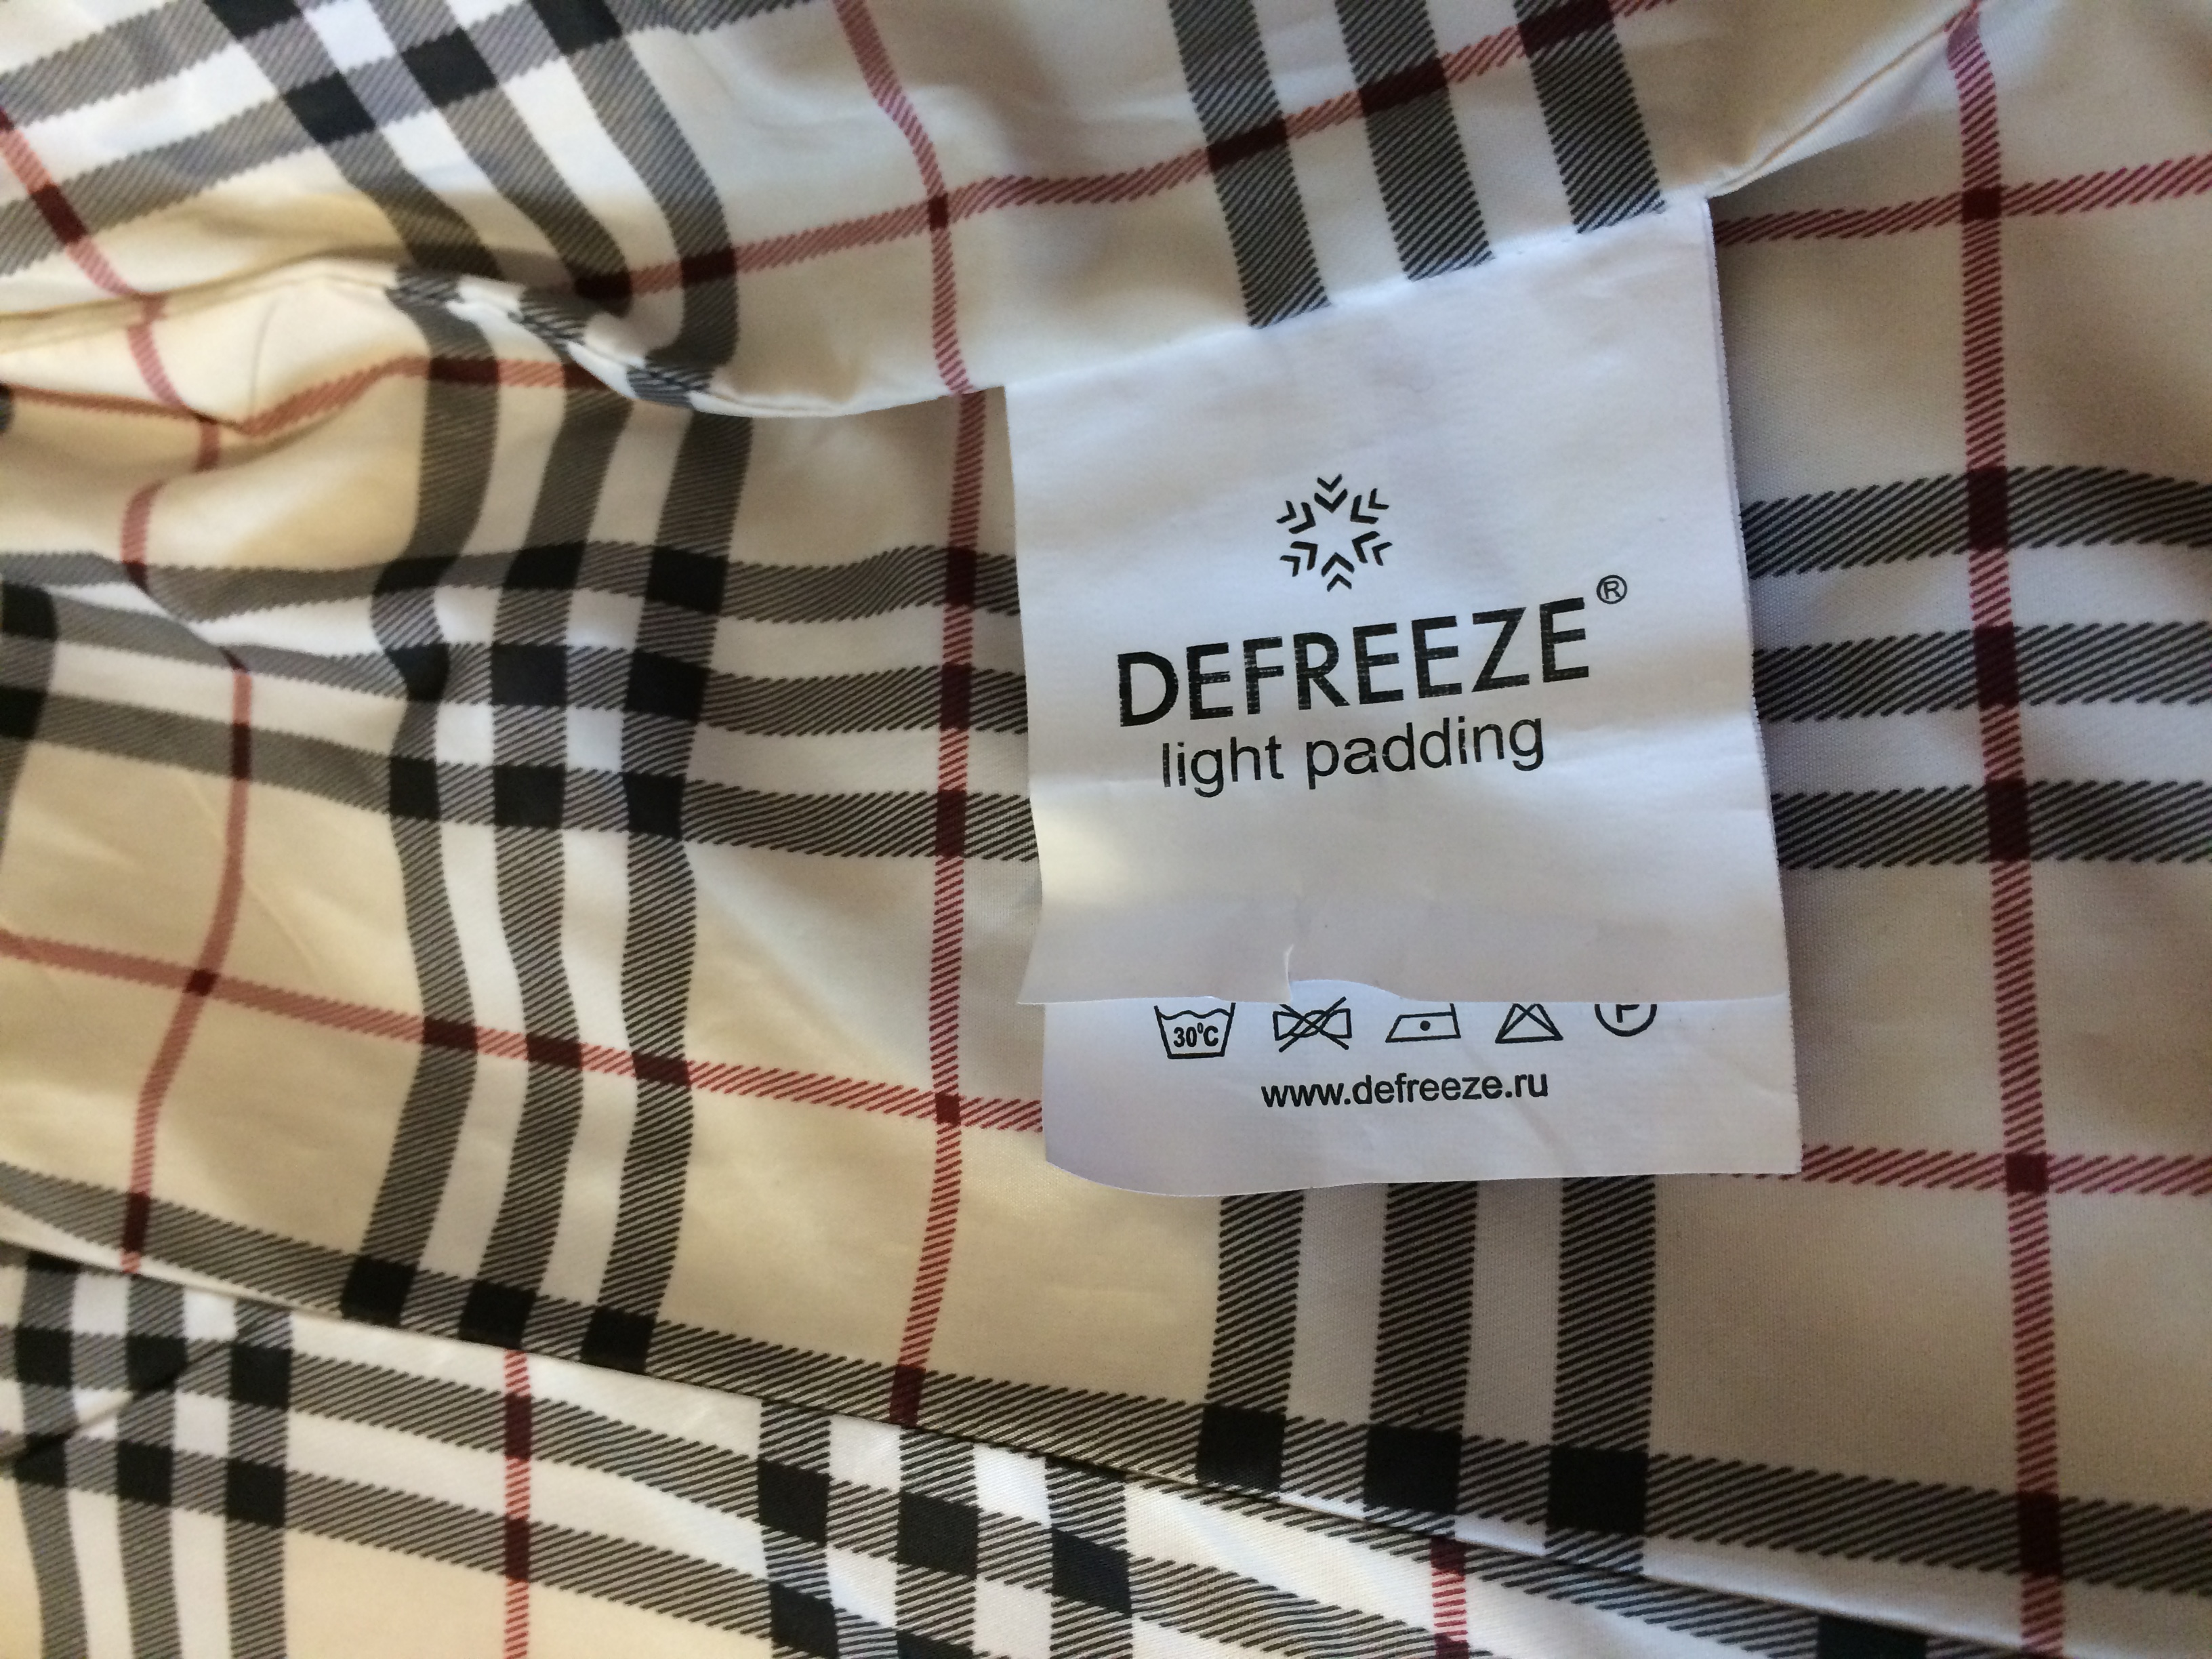 DEFREEZE®
light padding
30°C P
www.defreeze.ru